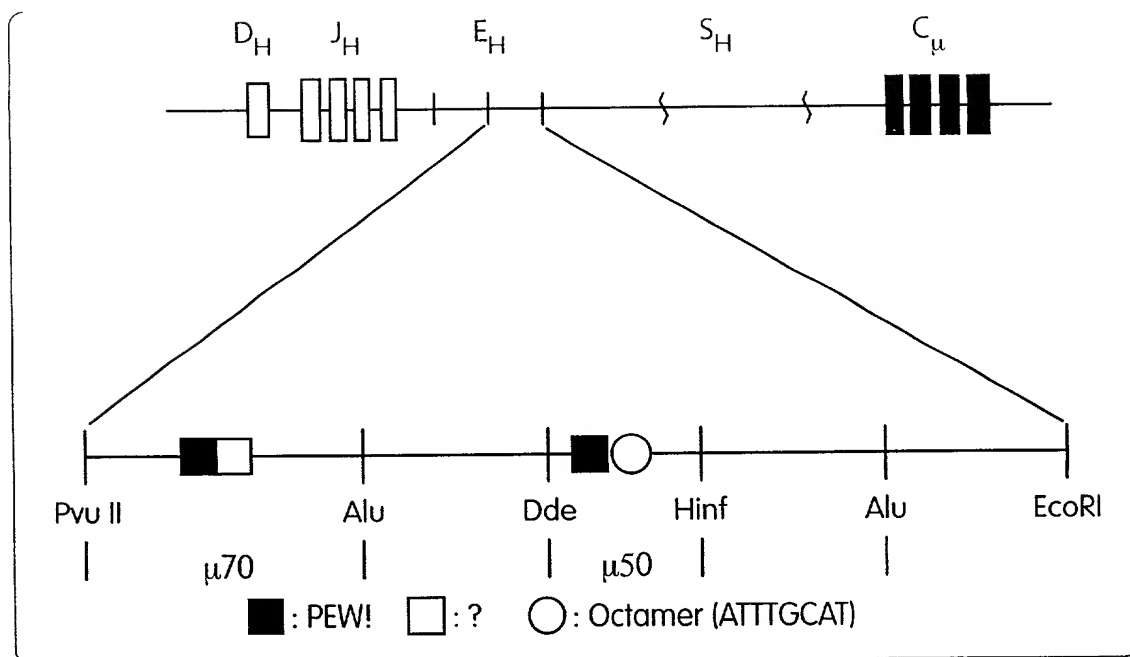 D_H J_H E_H S_H C_μ
Pvu II Alu Dde Hinf Alu EcoRI
μ70 μ50
: PEW! : ? : Octamer (ATTTGCAT)